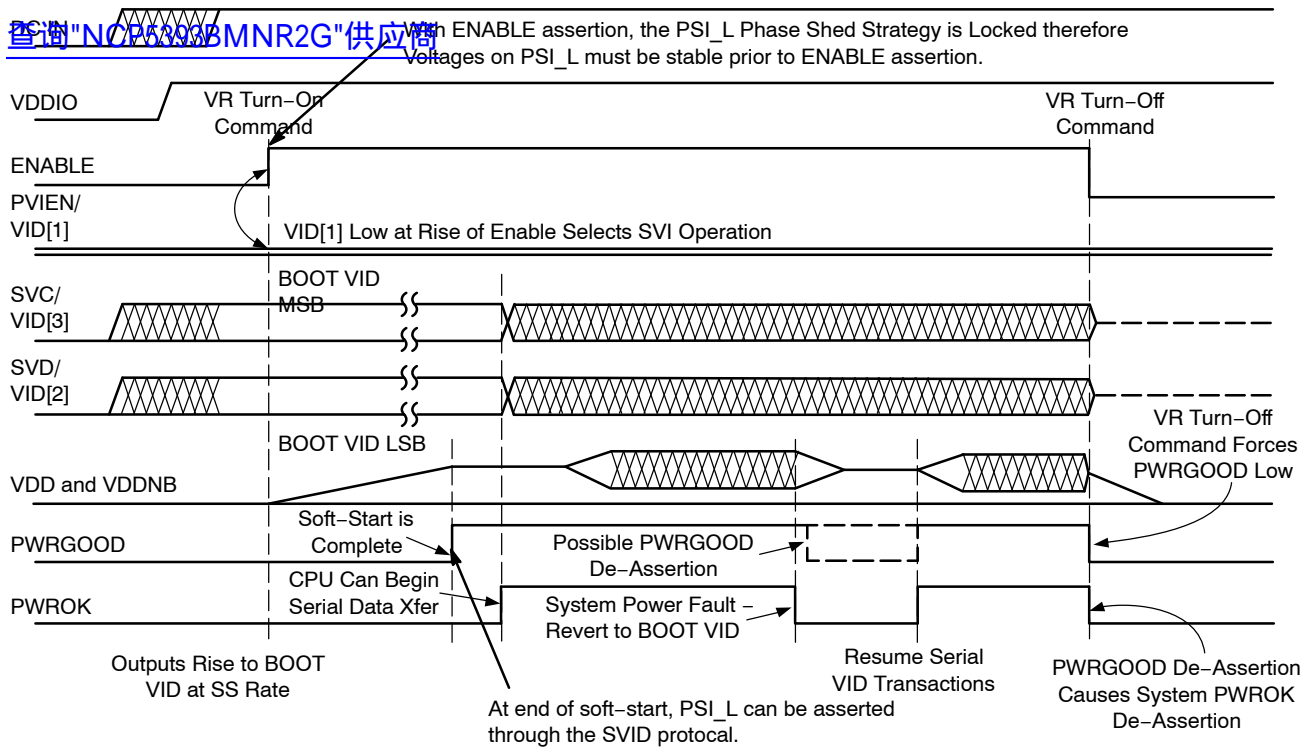 DC IN
查询"NCP5393BMNR2G"供应商
With ENABLE assertion, the PSI_L Phase Shed Strategy is Locked therefore
Voltages on PSI_L must be stable prior to ENABLE assertion.
VDDIO
VR Turn−On
Command
VR Turn−Off
Command
ENABLE
PVIEN/
VID[1]
VID[1] Low at Rise of Enable Selects SVI Operation
SVC/
VID[3]
BOOT VID
MSB
SVD/
VID[2]
BOOT VID LSB
VR Turn−Off
Command Forces
PWRGOOD Low
VDD and VDDNB
Soft−Start is
Complete
PWRGOOD
Possible PWRGOOD
De−Assertion
CPU Can Begin
Serial Data Xfer
PWROK
System Power Fault −
Revert to BOOT VID
Outputs Rise to BOOT
VID at SS Rate
Resume Serial
VID Transactions
PWRGOOD De−Assertion
Causes System PWROK
De−Assertion
At end of soft−start, PSI_L can be asserted
through the SVID protocal.